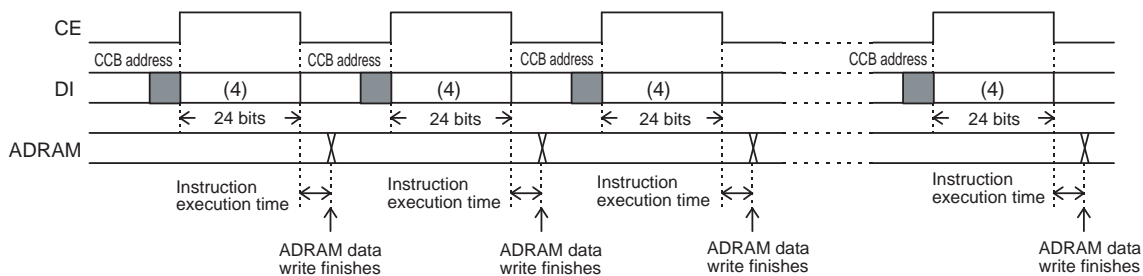 CE
CCB address CCB address CCB address CCB address
DI (4) (4) (4) (4)
24 bits 24 bits 24 bits 24 bits
ADRAM
Instruction execution time
Instruction execution time
Instruction execution time
Instruction execution time
ADRAM data write finishes
ADRAM data write finishes
ADRAM data write finishes
ADRAM data write finishes